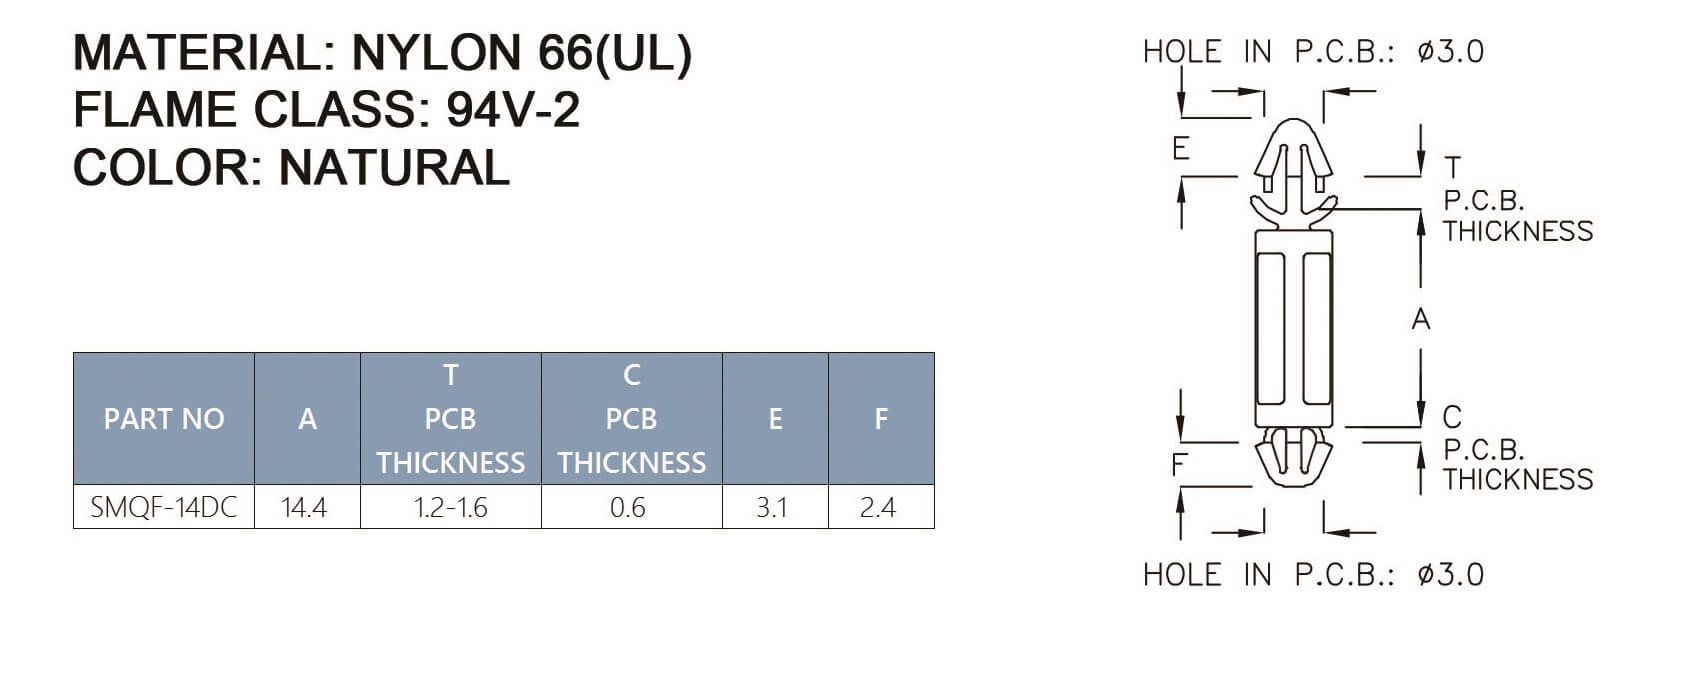 MATERIAL: NYLON 66(UL)
FLAME CLASS: 94V-2
COLOR: NATURAL
PART NO
A
T
PCB
THICKNESS
C
PCB
THICKNESS
E
F
SMQF-14DC
14.4
1.2-1.6
0.6
3.1
2.4
HOLE IN P.C.B.: ø3.0
E
T
P.C.B.
THICKNESS
A
C
P.C.B.
THICKNESS
F
HOLE IN P.C.B.: ø3.0